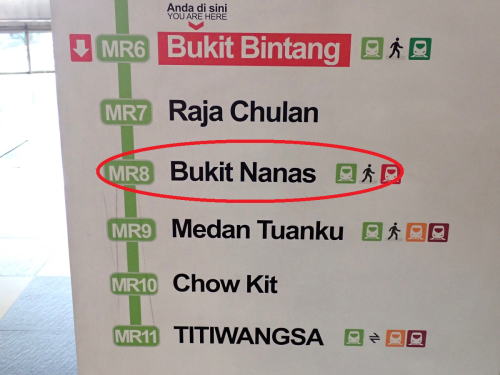 Anda di sini
YOU ARE HERE
MR6 Bukit Bintang
MR7 Raja Chulan
MR8 Bukit Nanas
MR9 Medan Tuanku
MR10 Chow Kit
MR11 TITIWANGSA